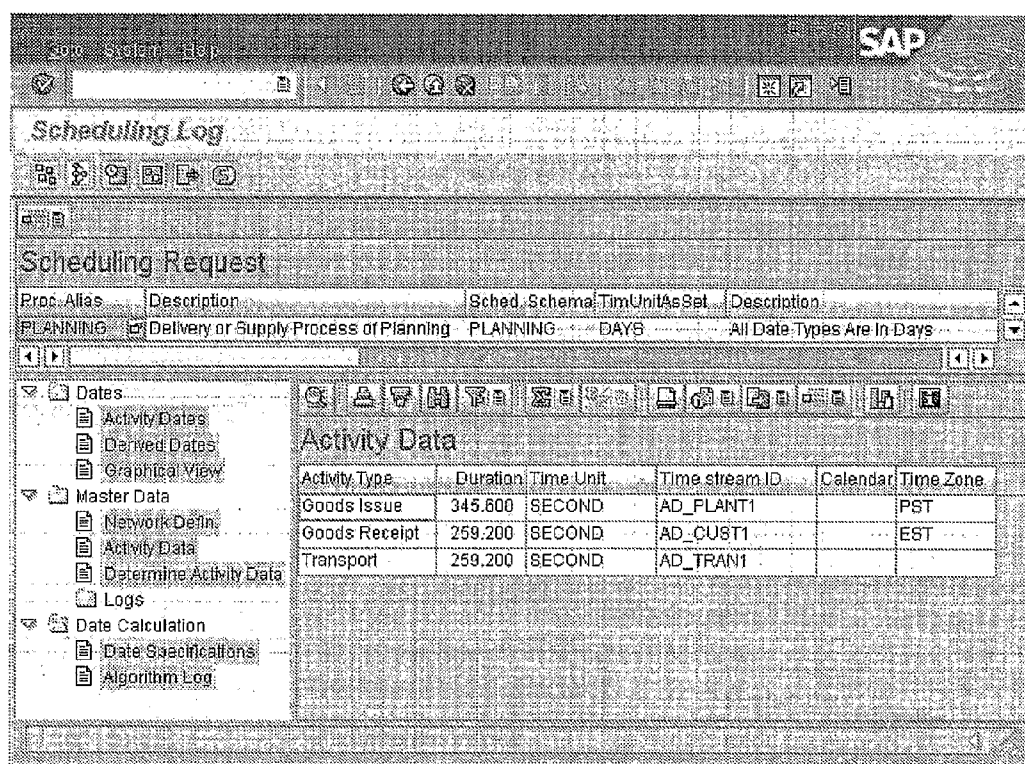 SAP
Goto System Help
Scheduling Log
Scheduling Request
Proc. Alias Description Sched. Schema TimUnitAsSet Description
PLANNING Delivery or Supply Process of Planning PLANNING DAYS All Date Types Are In Days
Dates
Activity Dates
Derived Dates
Graphical View
Master Data
Network Defin.
Activity Data
Determine Activity Data
Logs
Date Calculation
Date Specifications
Algorithm Log
Activity Data
Activity Type Duration Time Unit Time stream ID Calendar Time Zone
Goods Issue 345.600 SECOND AD_PLANT1 PST
Goods Receipt 259.200 SECOND AD_CUST1 EST
Transport 259.200 SECOND AD_TRAN1